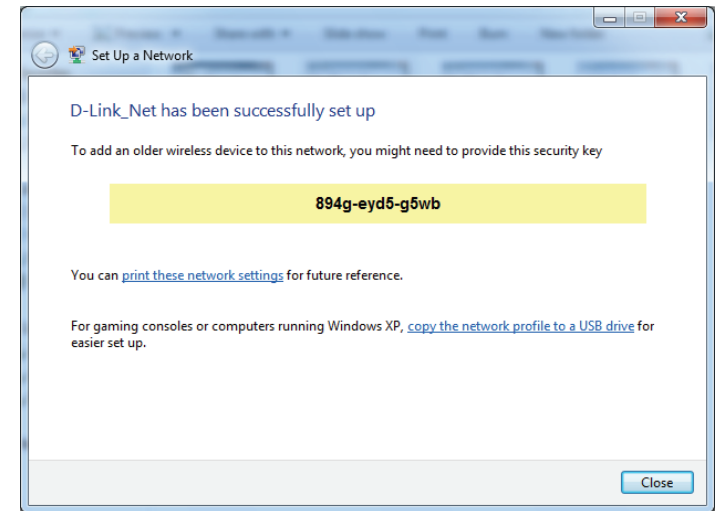 Set Up a Network
D-Link_Net has been successfully set up
To add an older wireless device to this network, you might need to provide this security key
894g-eyd5-g5wb
You can print these network settings for future reference.
For gaming consoles or computers running Windows XP, copy the network profile to a USB drive for
easier set up.
Close